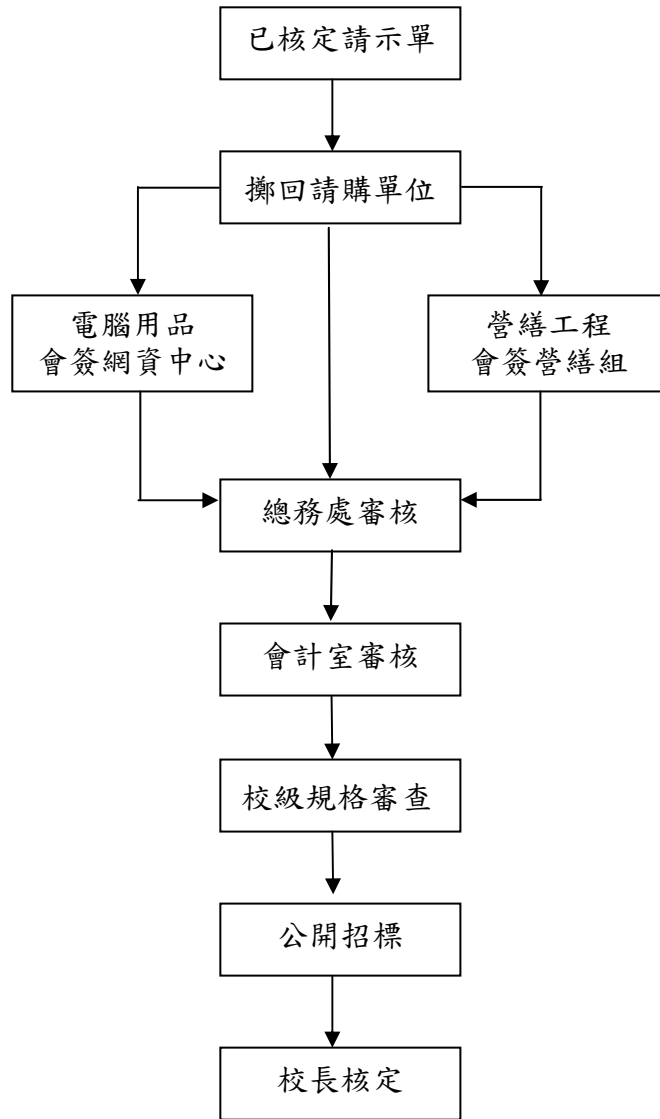 已核定請示單
擲回請購單位
電腦用品
會簽網資中心
營繕工程
會簽營繕組
總務處審核
會計室審核
校級規格審查
公開招標
校長核定